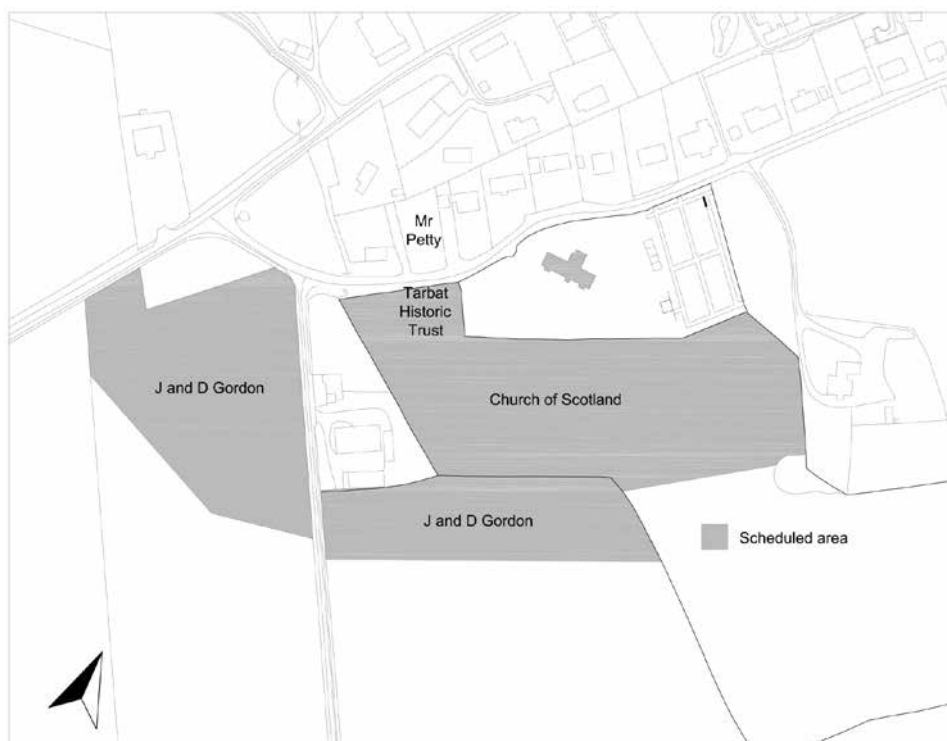 Mr
Petty
Tarbat
Historic
Trust
J and D Gordon
Church of Scotland
J and D Gordon
Scheduled area